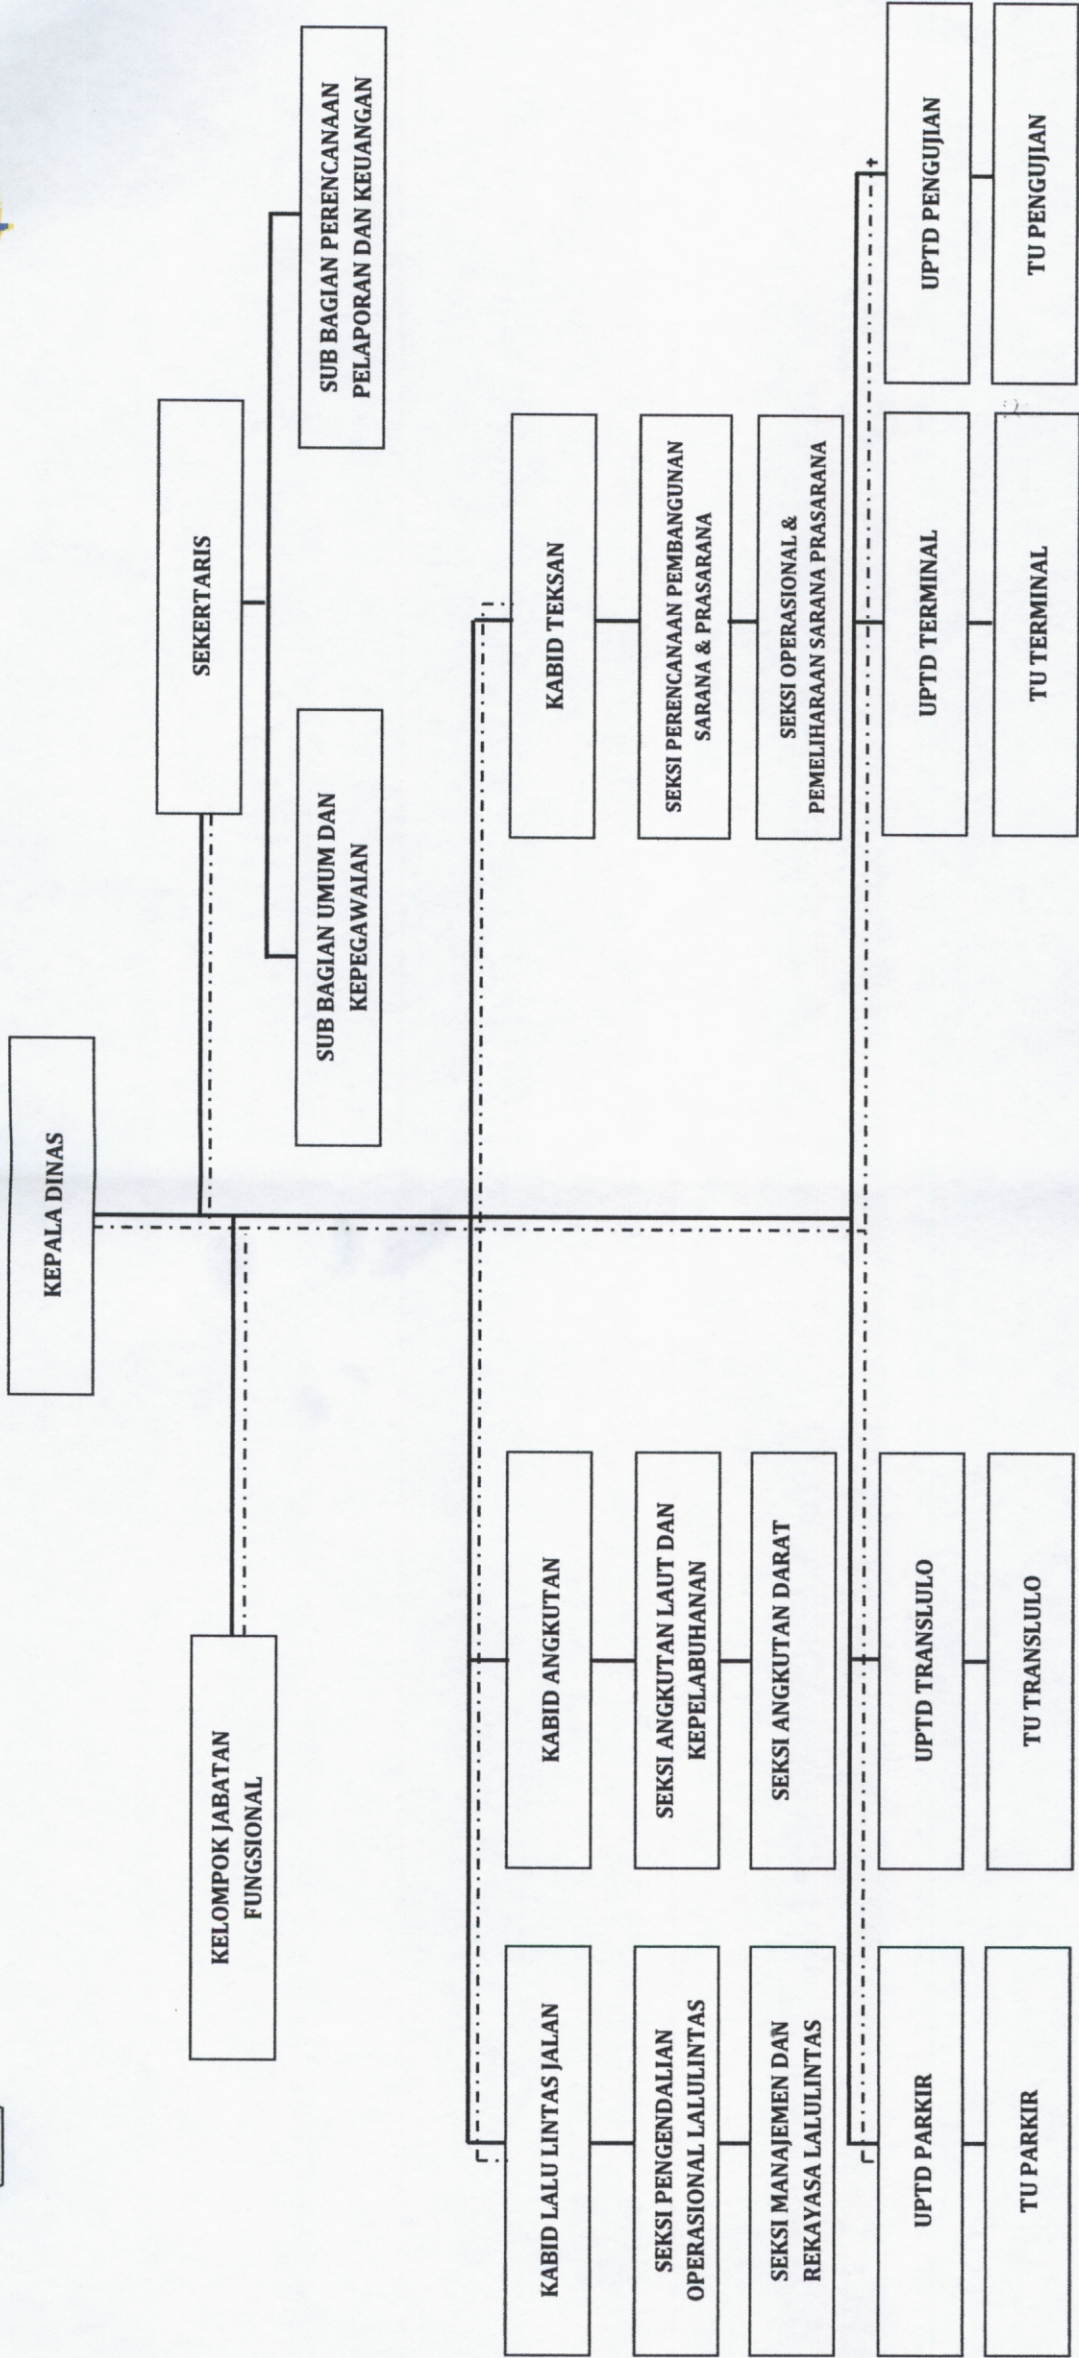 KEPALA DINAS
SEKERTARIS
KELOMPOK JABATAN
FUNGSIONAL
SUB BAGIAN UMUM DAN
KEPEGAWAIAN
SUB BAGIAN PERENCANAAN
PELAPORAN DAN KEUANGAN
KABID LALU LINTAS JALAN
KABID ANGKUTAN
KABID TEKSAN
SEKSI PENGENDALIAN
OPERASIONAL LALULINTAS
SEKSI ANGKUTAN LAUT DAN
KEPELABUHANAN
SEKSI PERENCANAAN PEMBANGUNAN
SARANA & PRASARANA
SEKSI MANAJEMEN DAN
REKAYASA LALULINTAS
SEKSI ANGKUTAN DARAT
SEKSI OPERASIONAL &
PEMELIHARAAN SARANA PRASARANA
UPTD PARKIR
UPTD TRANSLULO
UPTD TERMINAL
UPTD PENGUJIAN
TU PARKIR
TU TRANSLULO
TU TERMINAL
TU PENGUJIAN